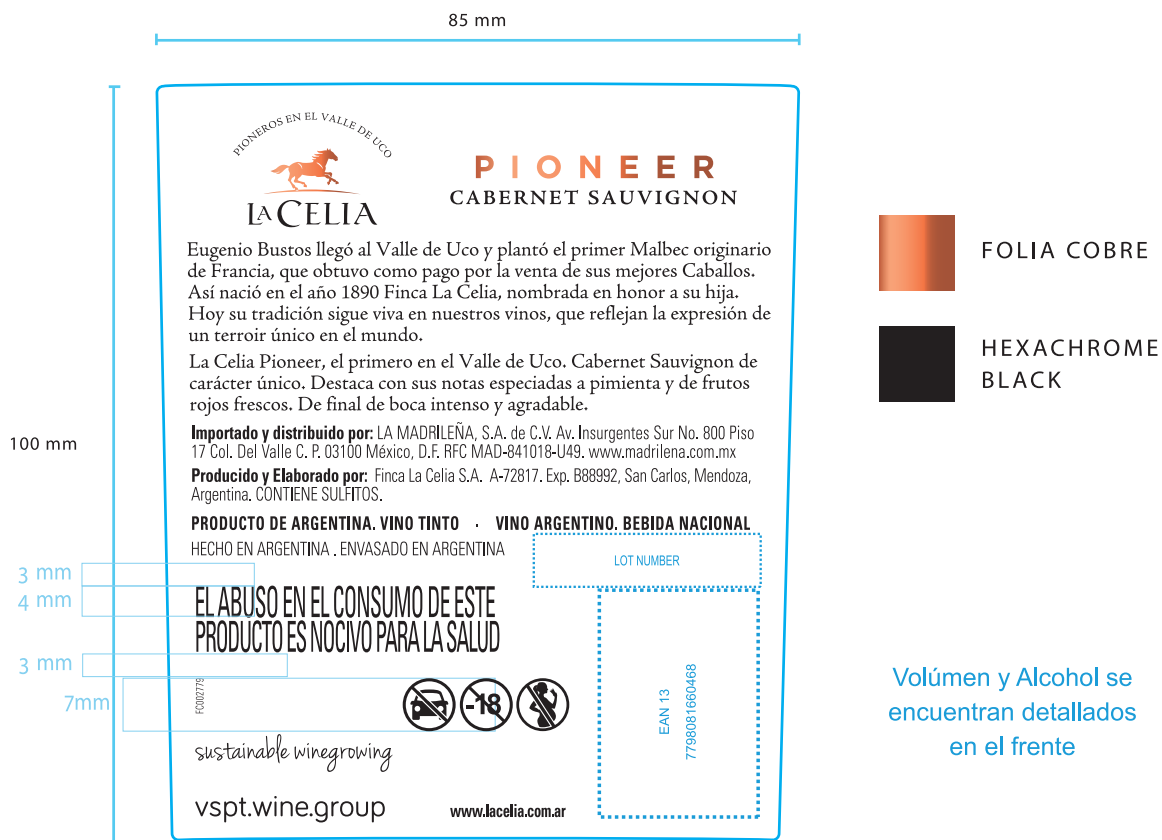 85 mm
PIONEROS EN EL VALLE DE UCO
LA CELIA
PIONEER
CABERNET SAUVIGNON
Eugenio Bustos llegó al Valle de Uco y plantó el primer Malbec originario
de Francia, que obtuvo como pago por la venta de sus mejores Caballos.
Así nació en el año 1890 Finca La Celia, nombrada en honor a su hija.
Hoy su tradición sigue viva en nuestros vinos, que reflejan la expresión de
un terroir único en el mundo.
La Celia Pioneer, el primero en el Valle de Uco. Cabernet Sauvignon de
carácter único. Destaca con sus notas especiadas a pimienta y de frutos
rojos frescos. De final de boca intenso y agradable.
Importado y distribuido por: LA MADRILEÑA, S.A. de C.V. Av. Insurgentes Sur No. 800 Piso
17 Col. Del Valle C. P. 03100 México, D.F. RFC MAD-841018-U49. www.madrilena.com.mx
Producido y Elaborado por: Finca La Celia S.A. A-72817. Exp. B88992, San Carlos, Mendoza,
Argentina. CONTIENE SULFITOS.
PRODUCTO DE ARGENTINA. VINO TINTO · VINO ARGENTINO. BEBIDA NACIONAL
HECHO EN ARGENTINA . ENVASADO EN ARGENTINA
LOT NUMBER
EL ABUSO EN EL CONSUMO DE ESTE
PRODUCTO ES NOCIVO PARA LA SALUD
FC002779
-18
EAN 13
7798081660468
sustainable winegrowing
vspt.wine.group
www.lacelia.com.ar
100 mm
3 mm
4 mm
3 mm
7mm
FOLIA COBRE
HEXACHROME
BLACK
Volúmen y Alcohol se
encuentran detallados
en el frente